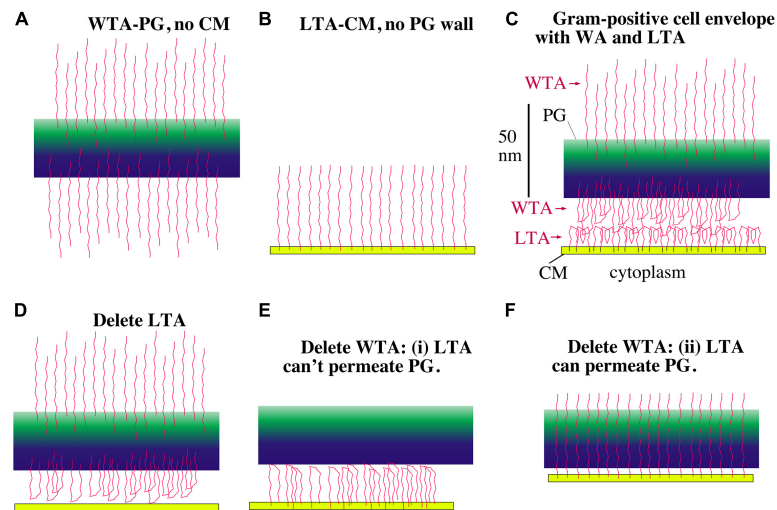 A
WTA-PG, no CM
B
LTA-CM, no PG wall
C
Gram-positive cell envelope
with WA and LTA
WTA
PG
50
nm
WTA
LTA
CM
cytoplasm
D
Delete LTA
E
Delete WTA: (i) LTA
can't permeate PG.
F
Delete WTA: (ii) LTA
can permeate PG.